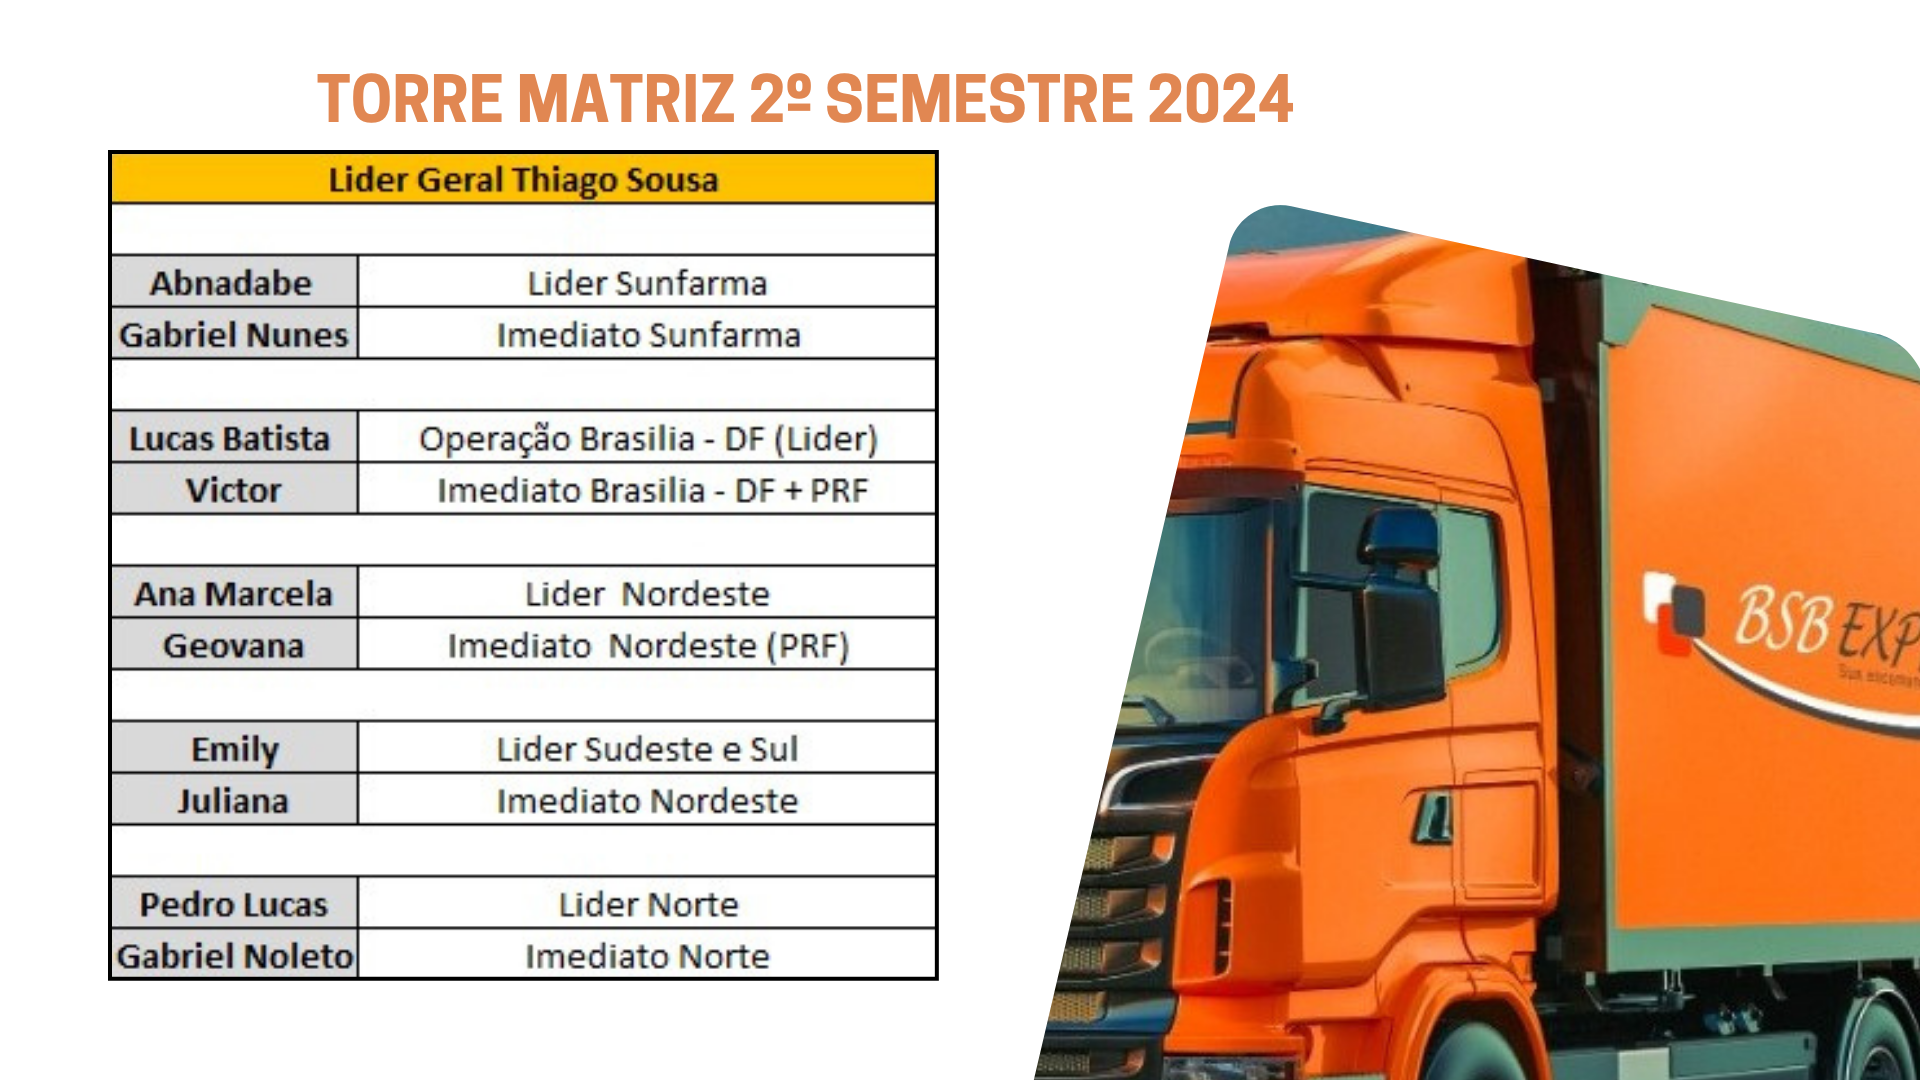 TORRE MATRIZ 2º SEMESTRE 2024
Lider Geral Thiago Sousa
Abnadabe Lider Sunfarma
Gabriel Nunes Imediato Sunfarma
Lucas Batista Operação Brasilia - DF (Lider)
Victor Imediato Brasilia - DF + PRF
Ana Marcela Lider Nordeste
Geovana Imediato Nordeste (PRF)
Emily Lider Sudeste e Sul
Juliana Imediato Nordeste
Pedro Lucas Lider Norte
Gabriel Noleto Imediato Norte
BSB EXP
Sua